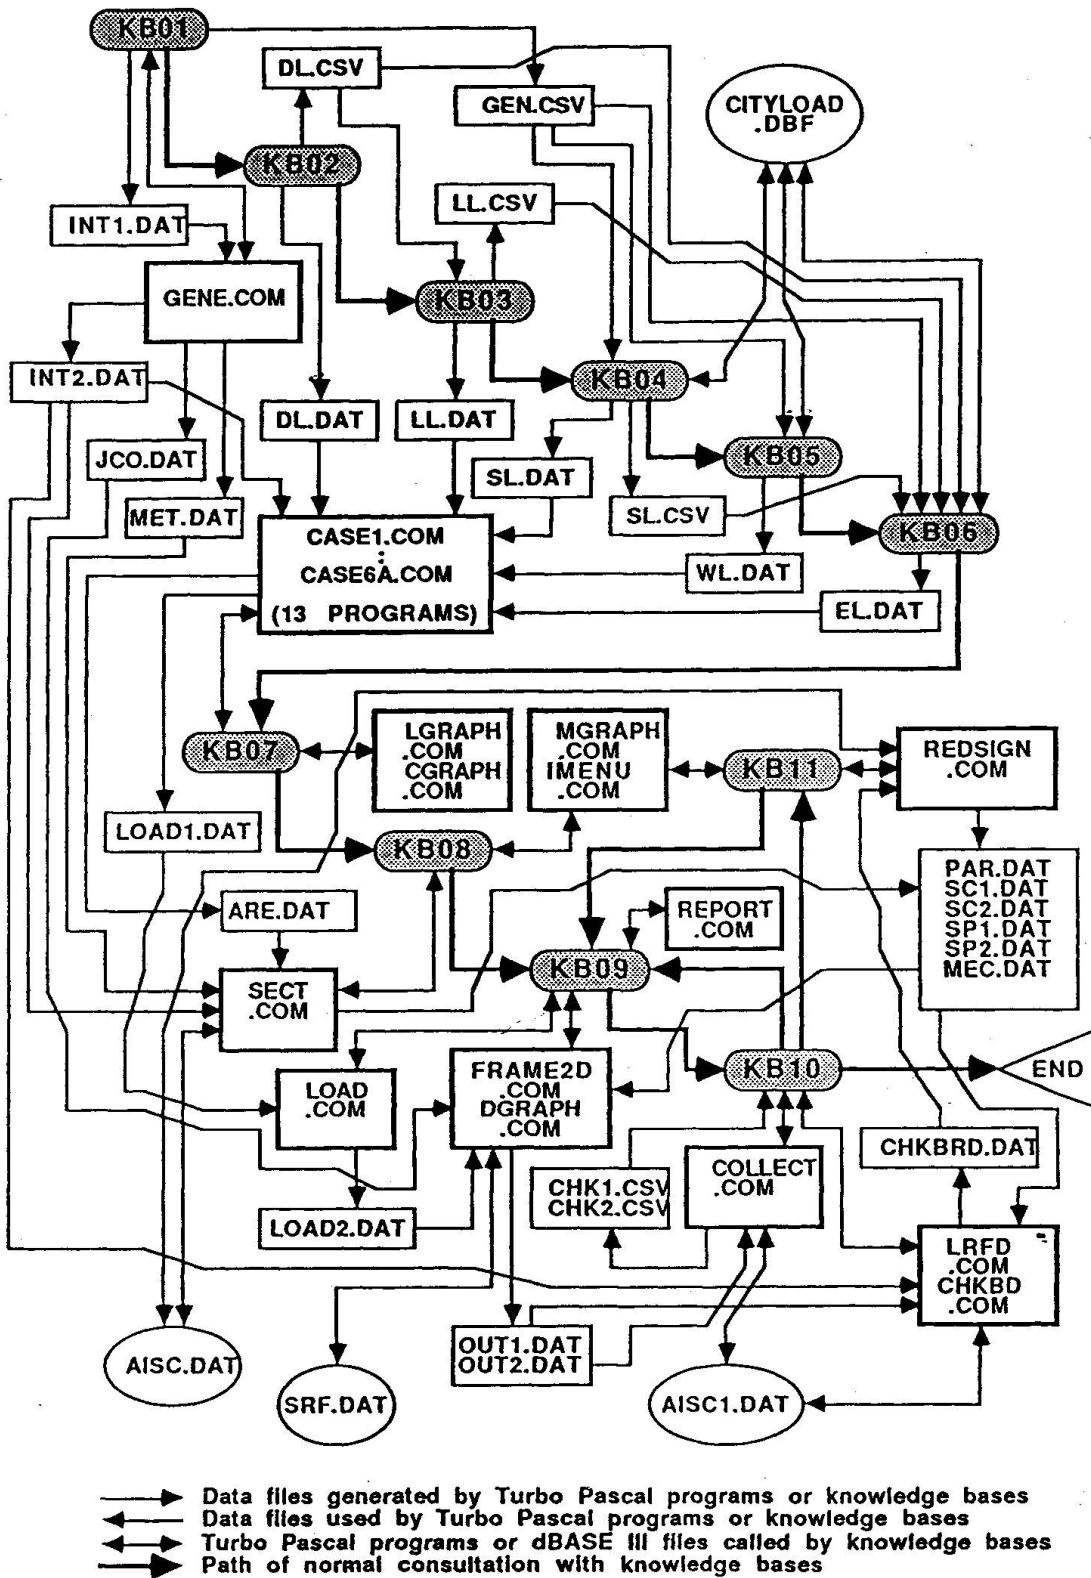 KB01
DL.CSV
GEN.CSV
CITYLOAD
.DBF
KB02
LL.CSV
INT1.DAT
GENE.COM
KB03
INT2.DAT
KB04
DL.DAT
LL.DAT
JCO.DAT
KB05
SL.DAT
MET.DAT
SL.CSV
KB06
CASE1.COM
:
CASE6A.COM
(13 PROGRAMS)
WL.DAT
EL.DAT
KB07
LGRAPH
.COM
CGRAPH
.COM
MGRAPH
.COM
IMENU
.COM
KB11
REDSIGN
.COM
LOAD1.DAT
KB08
PAR.DAT
SC1.DAT
SC2.DAT
SP1.DAT
SP2.DAT
MEC.DAT
ARE.DAT
REPORT
.COM
KB09
SECT
.COM
KB10
END
LOAD
.COM
FRAME2D
.COM
DGRAPH
.COM
CHKBRD.DAT
CHK1.CSV
CHK2.CSV
COLLECT
.COM
LOAD2.DAT
LRFD
.COM
CHKBD
.COM
OUT1.DAT
OUT2.DAT
AISC.DAT
SRF.DAT
AISC1.DAT
Data files generated by Turbo Pascal programs or knowledge bases
Data files used by Turbo Pascal programs or knowledge bases
Turbo Pascal programs or dBASE III files called by knowledge bases
Path of normal consultation with knowledge bases